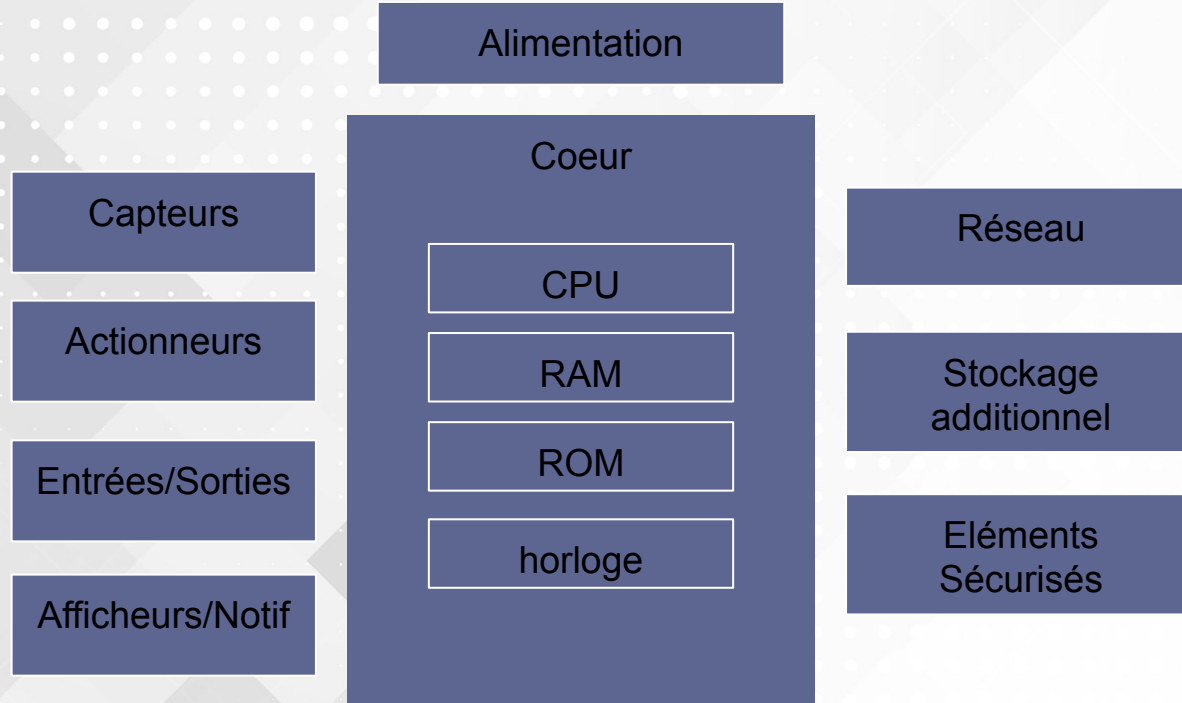 Alimentation
Coeur
CPU
RAM
ROM
horloge
Capteurs
Actionneurs
Entrées/Sorties
Afficheurs/Notif
Réseau
Stockage
additionnel
Eléments
Sécurisés